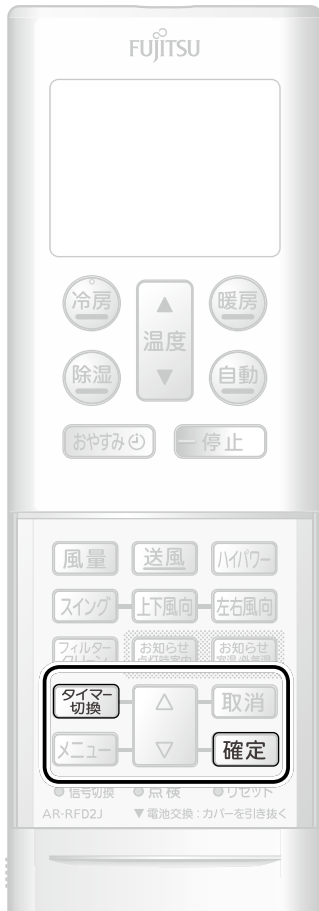 FUJITSU
冷房
▲
温度
▼
暖房
除湿
自動
おやすみ
停止
風量 送風 ハイパワー
スイング 上下風向 左右風向
フィルター
クリーン
お知らせ
お知らせ
タイマー
切換
△
取消
メニュー
▽
確定
信号切換 点検 リセット
AR-RFD2J ▼電池交換:カバーを引き抜く